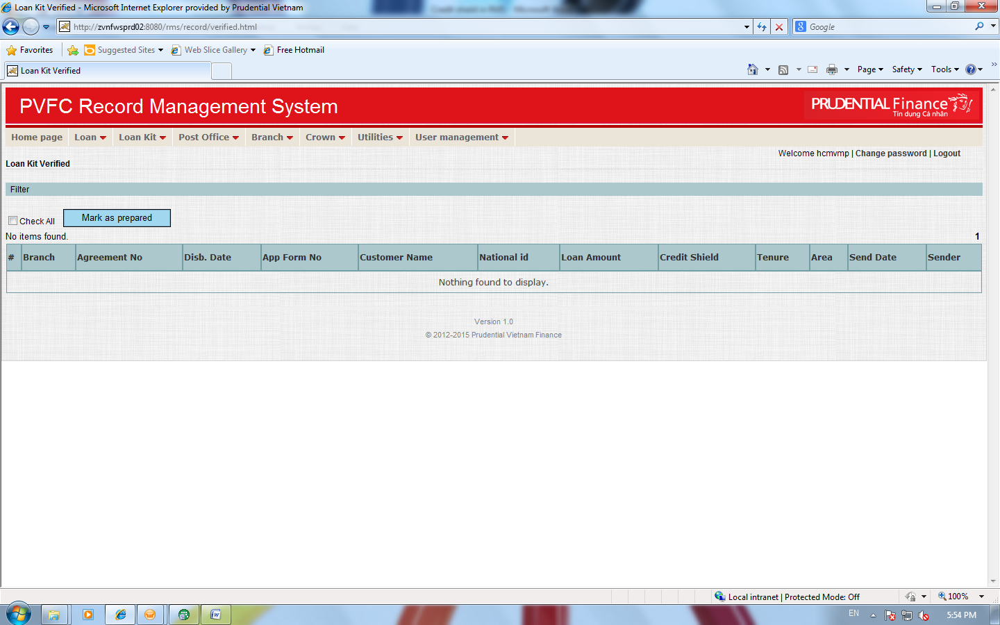 Loan Kit Verified - Microsoft Internet Explorer provided by Prudential Vietnam
http://zvnfwsprd02:8080/rms/record/verified.html
Google
Favorites Suggested Sites Web Slice Gallery Free Hotmail
Loan Kit Verified
Page Safety Tools
PVFC Record Management System
PRUDENTIAL Finance
Tín dụng Cá nhân
Home page Loan Loan Kit Post Office Branch Crown Utilities User management
Welcome hcmvmp | Change password | Logout
Loan Kit Verified
Filter
Check All Mark as prepared
No items found. 1
# Branch Agreement No Disb. Date App Form No Customer Name National id Loan Amount Credit Shield Tenure Area Send Date Sender
Nothing found to display.
Version 1.0
© 2012-2015 Prudential Vietnam Finance
Local intranet | Protected Mode: Off
100%
EN
5:54 PM